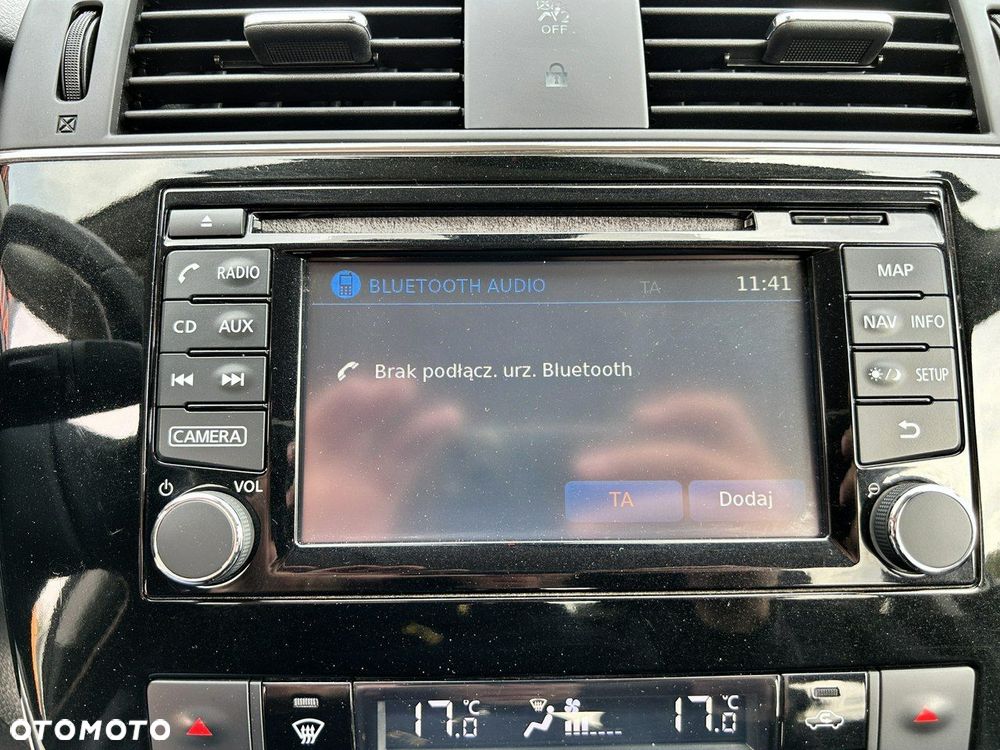 OFF
RADIO
CD AUX
CAMERA
VOL
BLUETOOTH AUDIO TA 11:41
Brak podłącz. urz. Bluetooth
TA Dodaj
MAP
NAV INFO
SETUP
17.0°C 17.0°C
OTOMOTO